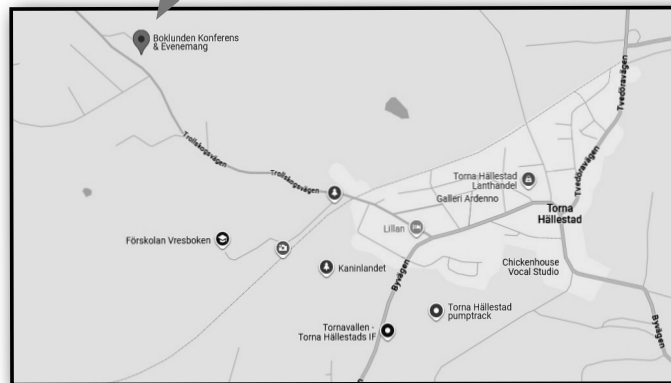 Boklunden Konferens
& Evenemang
Tvedöravägen
Trollskogsvägen
Trollskogsvägen
Torna Hällestad
Lanthandel
Tvedöravägen
Galleri Ardenno
Torna
Hällestad
Lillan
Förskolan Vresboken
Kaninlandet
Byvägen
Chickenhouse
Vocal Studio
Torna Hällestad
pumptrack
Tornavallen -
Torna Hällestads IF
Byvägen